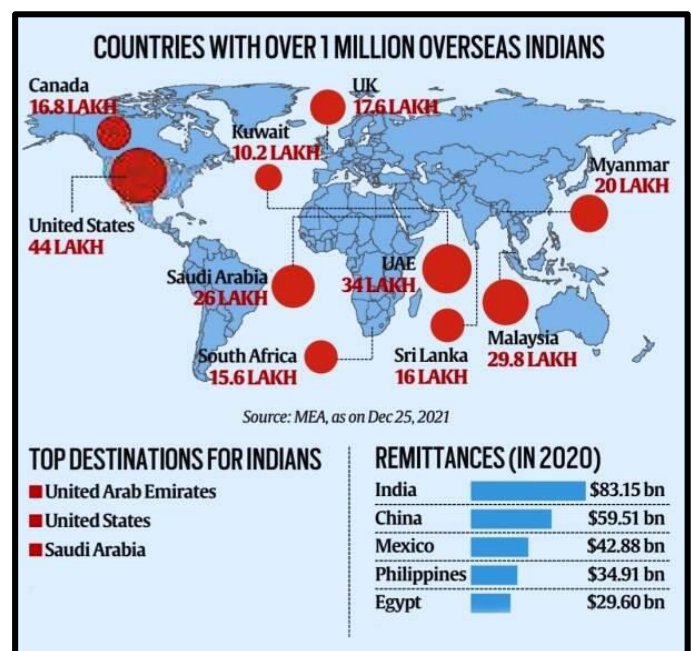 COUNTRIES WITH OVER 1 MILLION OVERSEAS INDIANS
Canada
16.8 LAKH
UK
17.6 LAKH
Kuwait
10.2 LAKH
Myanmar
20 LAKH
United States
44 LAKH
Saudi Arabia
26 LAKH
UAE
34 LAKH
Malaysia
29.8 LAKH
South Africa
15.6 LAKH
Sri Lanka
16 LAKH
Source: MEA, as on Dec 25, 2021
TOP DESTINATIONS FOR INDIANS
United Arab Emirates
United States
Saudi Arabia
REMITTANCES (IN 2020)
India $83.15 bn
China $59.51 bn
Mexico $42.88 bn
Philippines $34.91 bn
Egypt $29.60 bn